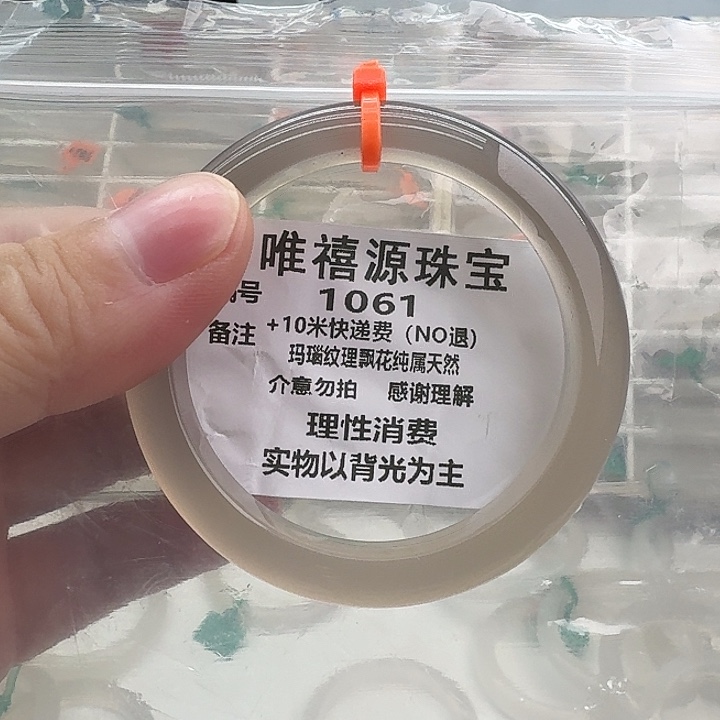 唯禧源珠宝
号 1061
备注 +10米快递费（NO退）
玛瑙纹理飘花纯属天然
介意勿拍 感谢理解
理性消费
实物以背光为主